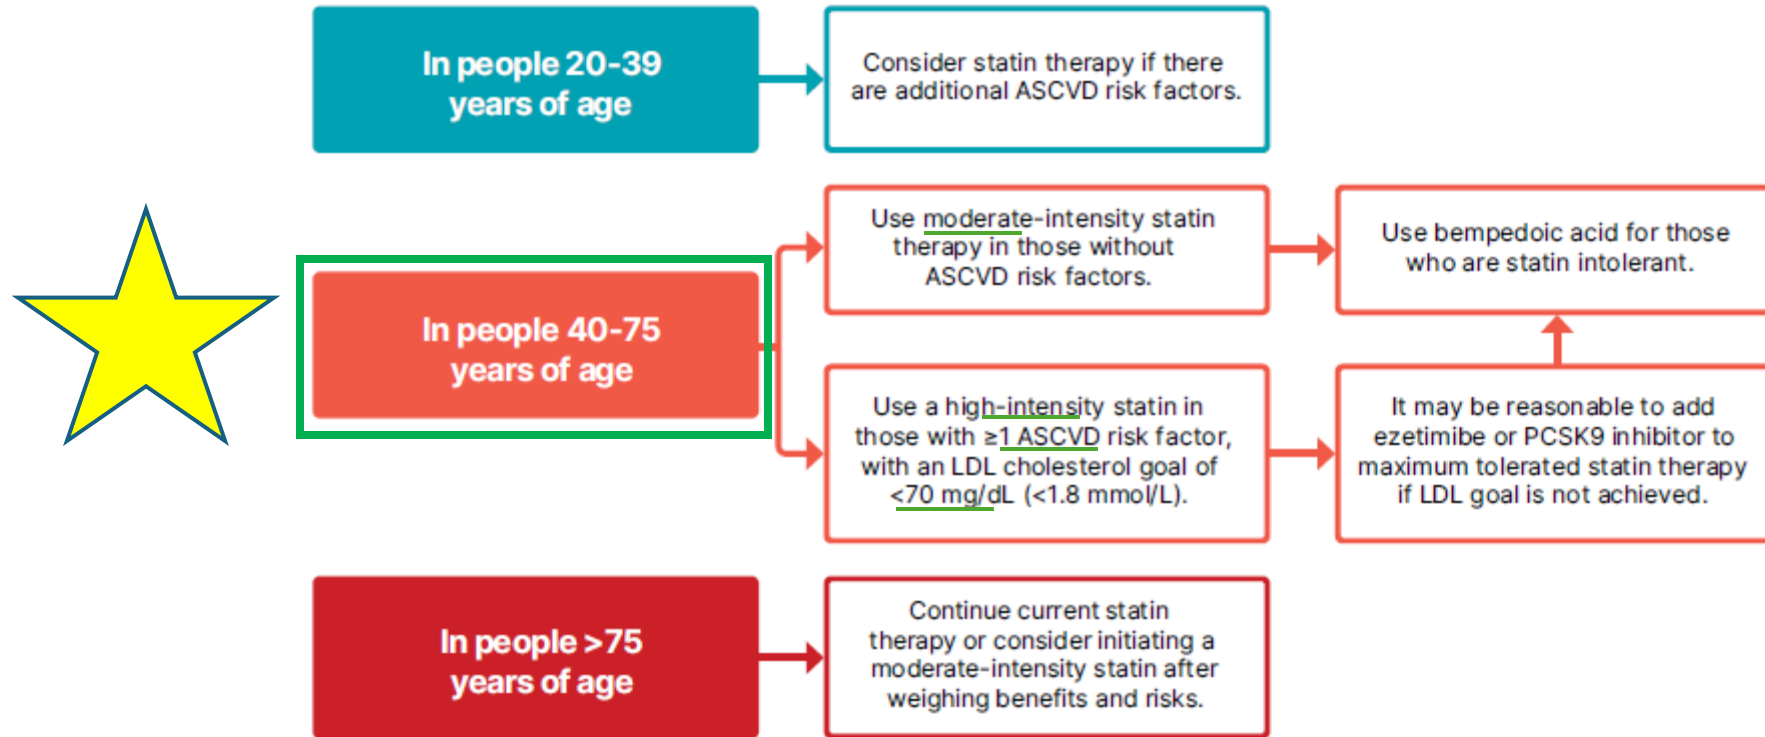 In people 20-39
years of age
Consider statin therapy if there
are additional ASCVD risk factors.
In people 40-75
years of age
Use moderate-intensity statin
therapy in those without
ASCVD risk factors.
Use bempedoic acid for those
who are statin intolerant.
Use a high-intensity statin in
those with ≥1 ASCVD risk factor,
with an LDL cholesterol goal of
<70 mg/dL (<1.8 mmol/L).
It may be reasonable to add
ezetimibe or PCSK9 inhibitor to
maximum tolerated statin therapy
if LDL goal is not achieved.
In people >75
years of age
Continue current statin
therapy or consider initiating a
moderate-intensity statin after
weighing benefits and risks.